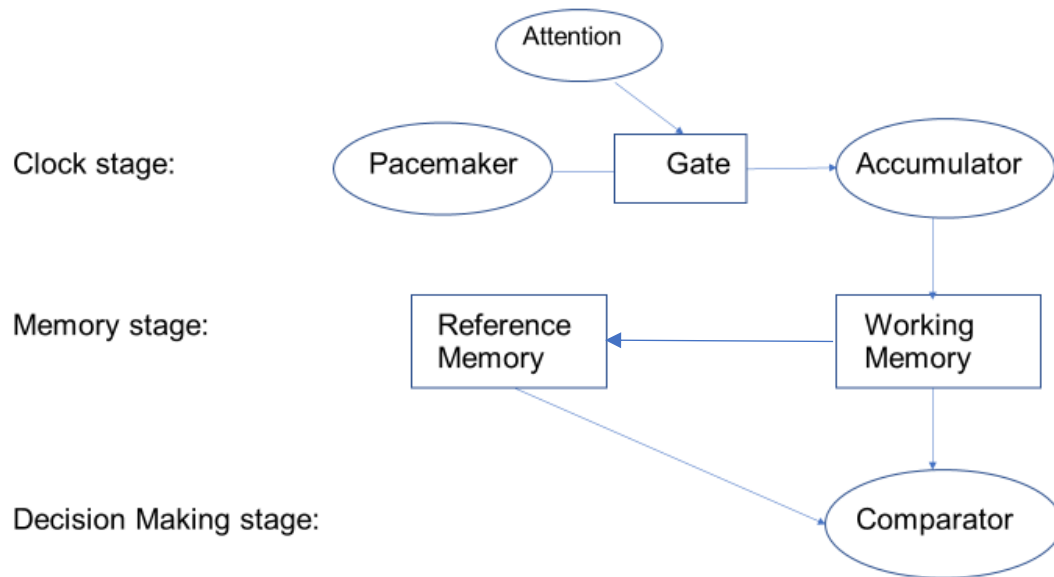 Attention
Clock stage:
Pacemaker
Gate
Accumulator
Memory stage:
Reference
Memory
Working
Memory
Decision Making stage:
Comparator